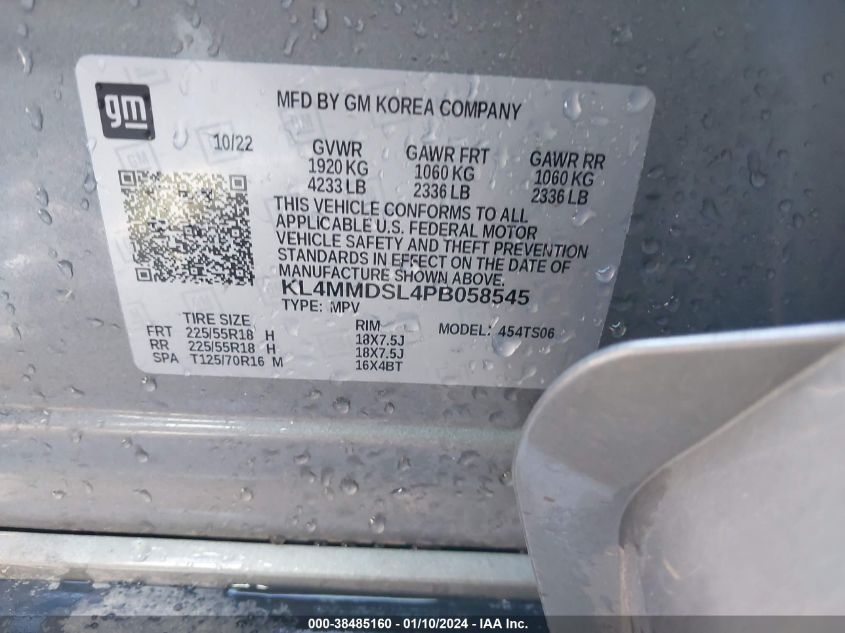 gm
MFD BY GM KOREA COMPANY
10/22 GVWR GAWR FRT GAWR RR
1920 KG 1060 KG 1060 KG
4233 LB 2336 LB 2336 LB
THIS VEHICLE CONFORMS TO ALL
APPLICABLE U.S. FEDERAL MOTOR
VEHICLE SAFETY AND THEFT PREVENTION
STANDARDS IN EFFECT ON THE DATE OF
MANUFACTURE SHOWN ABOVE.
KL4MMDSL4PB058545
TYPE: MPV MODEL: 454TS06
TIRE SIZE RIM
FRT 225/55R18 H 18X7.5J
RR 225/55R18 H 18X7.5J
SPA T125/70R16 M 16X4BT
000-38485160 - 01/10/2024 - IAA Inc.